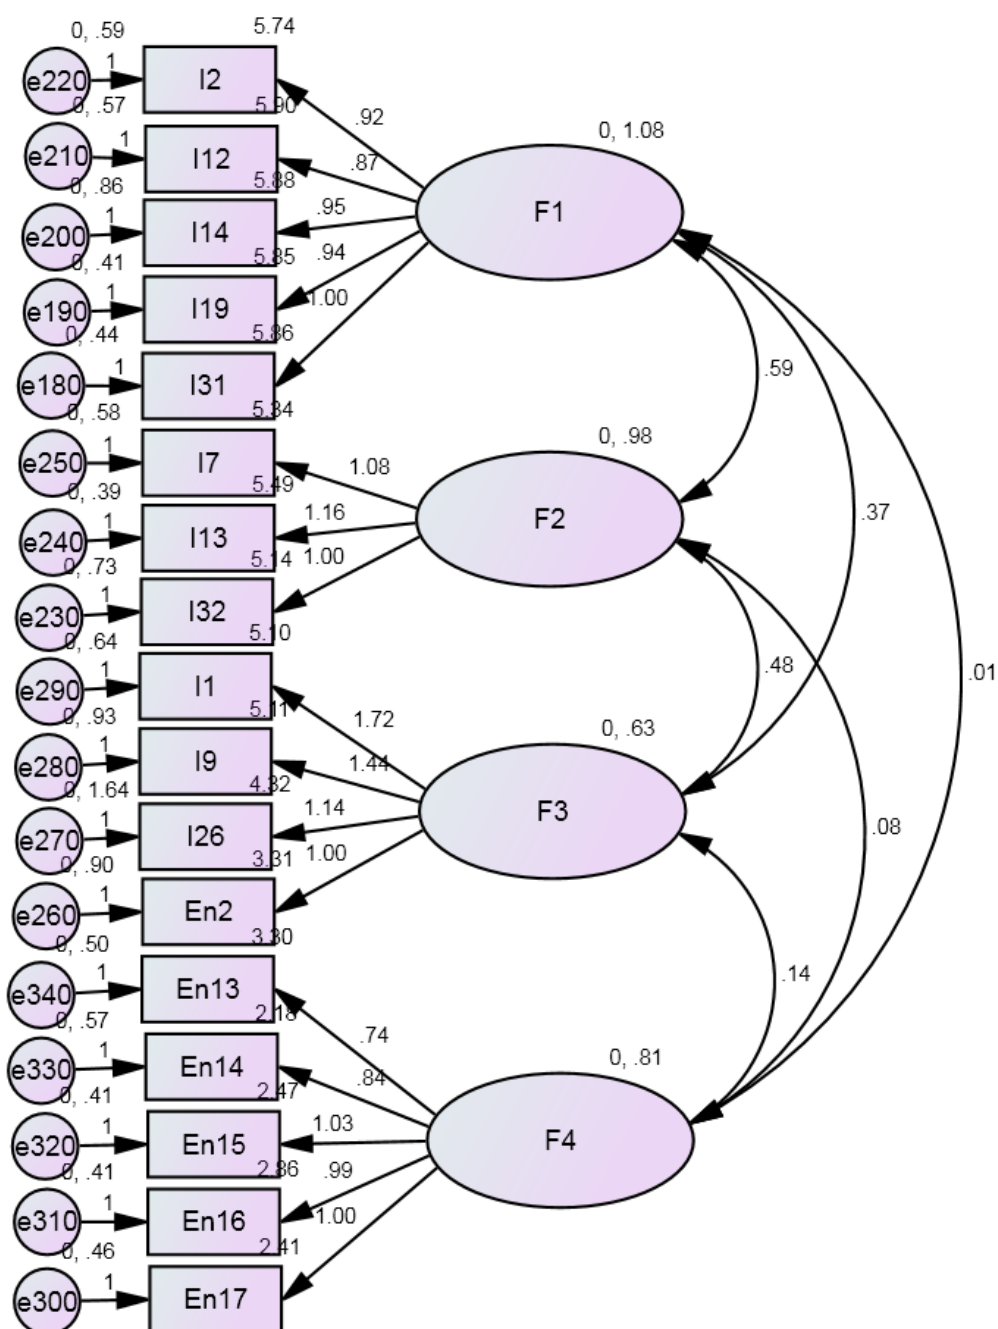 0, .59
5.74
e220
1
I2
.92
0, .57
5.90
e210
1
I12
.87
0, 1.08
F1
0, .86
5.88
e200
1
I14
.95
0, .41
5.85
e190
1
I19
.94
0, .44
5.86
1.00
e180
1
I31
.59
0, .58
5.34
e250
1
I7
1.08
0, .98
F2
.37
0, .39
5.49
e240
1
I13
1.16
0, .73
5.14
1.00
e230
1
I32
0, .64
5.10
e290
1
I1
1.72
.48
.01
0, .93
5.11
e280
1
I9
1.44
0, .63
F3
0, 1.64
4.32
e270
1
I26
1.14
.08
0, .90
3.31
1.00
e260
1
En2
0, .50
3.30
e340
1
En13
.74
.14
0, .57
2.18
e330
1
En14
.84
0, .81
F4
0, .41
2.47
e320
1
En15
1.03
0, .41
2.86
.99
e310
1
En16
1.00
0, .46
2.41
e300
1
En17